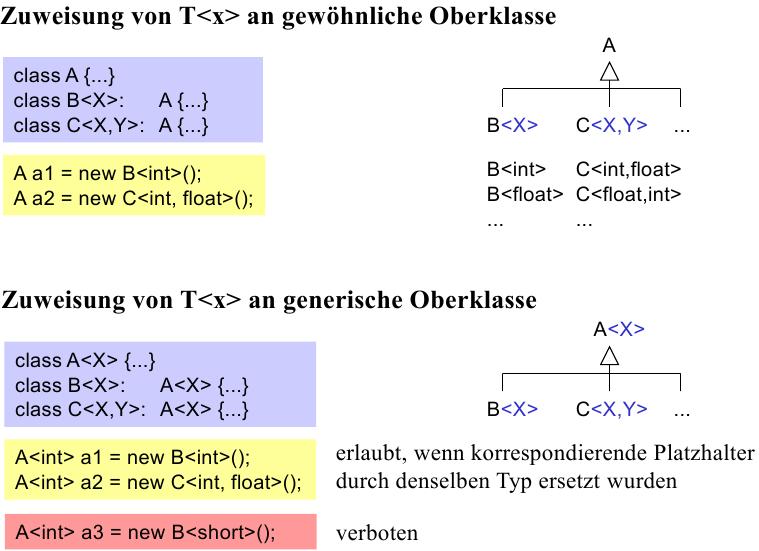 Zuweisung von T<x> an gewöhnliche Oberklasse
class A {...}
class B<X>: A {...}
class C<X,Y>: A {...}
A a1 = new B<int>();
A a2 = new C<int, float>();
A
B<X> C<X,Y> ...
B<int> C<int,float>
B<float> C<float,int>
... ...
Zuweisung von T<x> an generische Oberklasse
class A<X> {...}
class B<X>: A<X> {...}
class C<X,Y>: A<X> {...}
A<X>
B<X> C<X,Y> ...
A<int> a1 = new B<int>();
A<int> a2 = new C<int, float>();
erlaubt, wenn korrespondierende Platzhalter
durch denselben Typ ersetzt wurden
A<int> a3 = new B<short>();
verboten